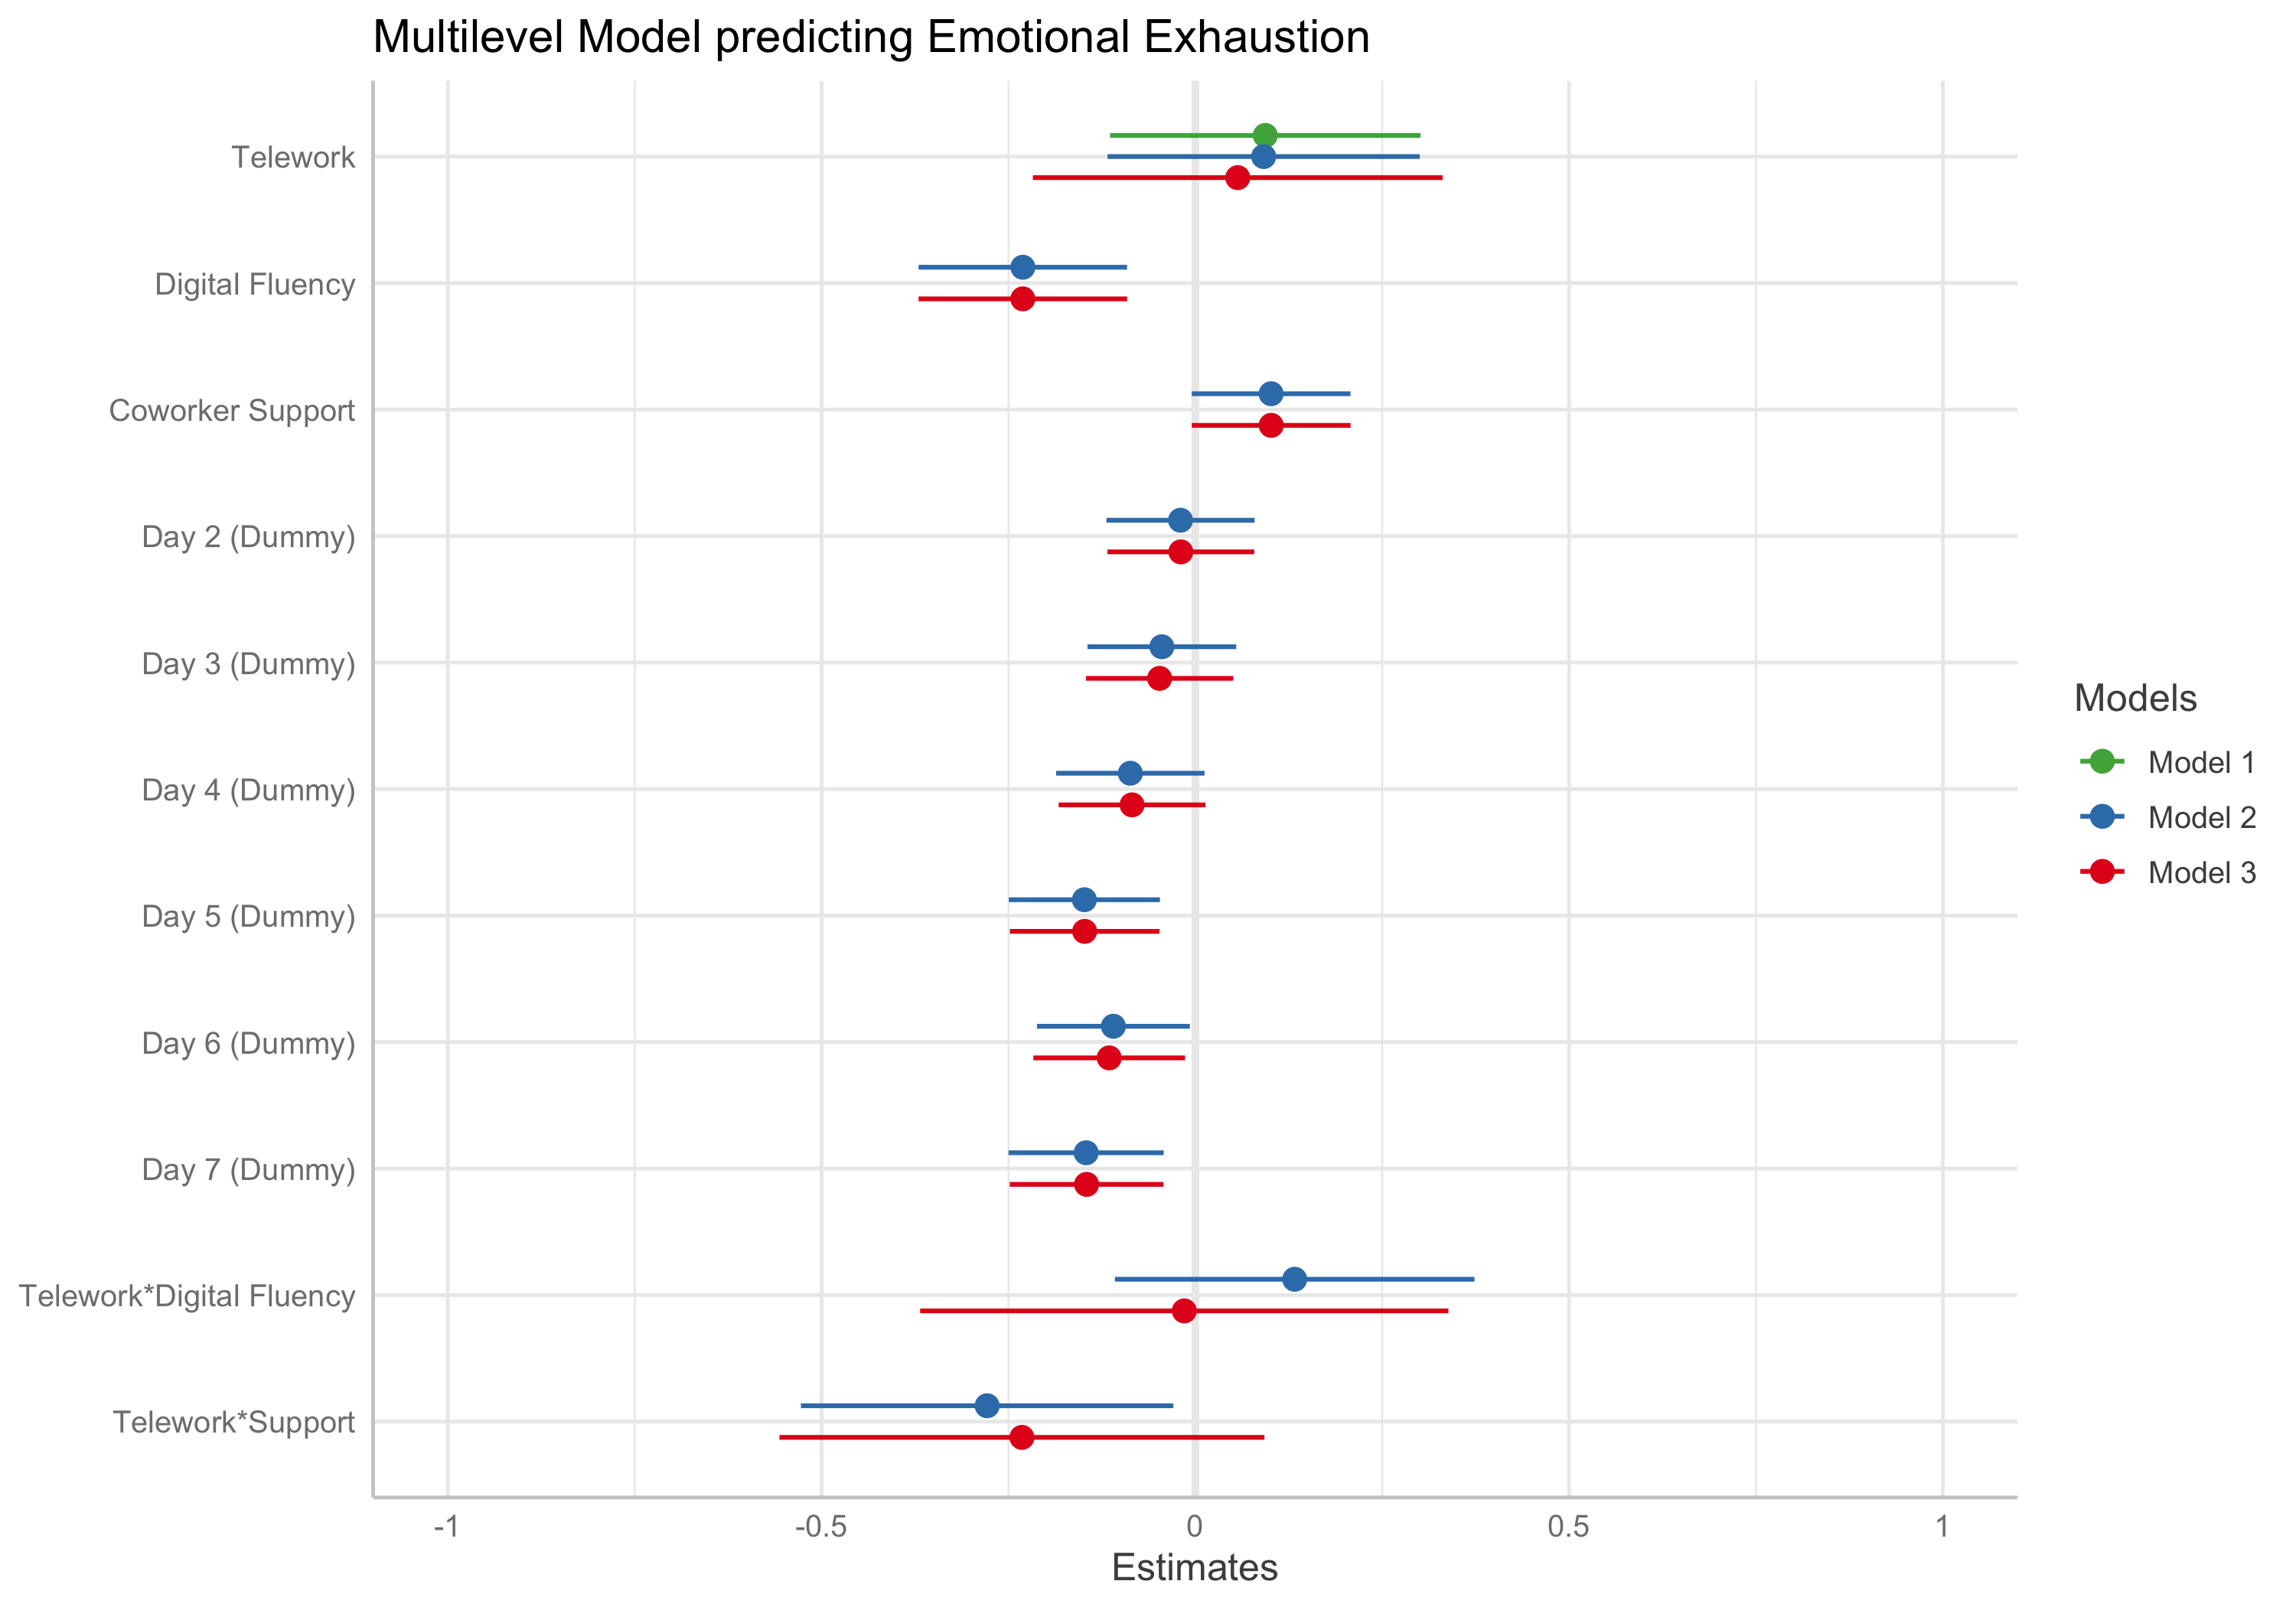 Multilevel Model predicting Emotional Exhaustion
Telework
Digital Fluency
Coworker Support
Day 2 (Dummy)
Day 3 (Dummy)
Day 4 (Dummy)
Day 5 (Dummy)
Day 6 (Dummy)
Day 7 (Dummy)
Telework*Digital Fluency
Telework*Support
-1 -0.5 0 0.5 1
Estimates
Models
Model 1
Model 2
Model 3